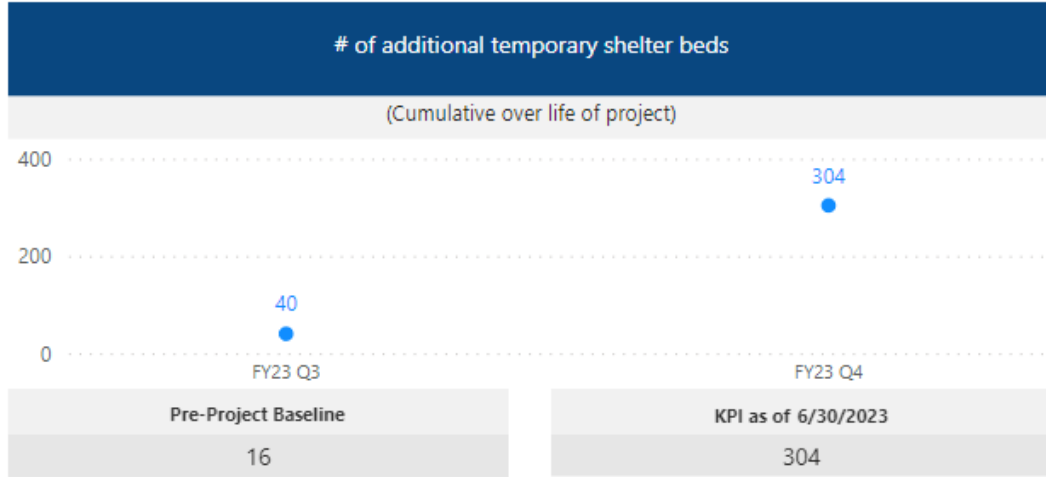 # of additional temporary shelter beds
(Cumulative over life of project)
400
304
200
40
0
FY23 Q3 FY23 Q4
Pre-Project Baseline KPI as of 6/30/2023
16 304